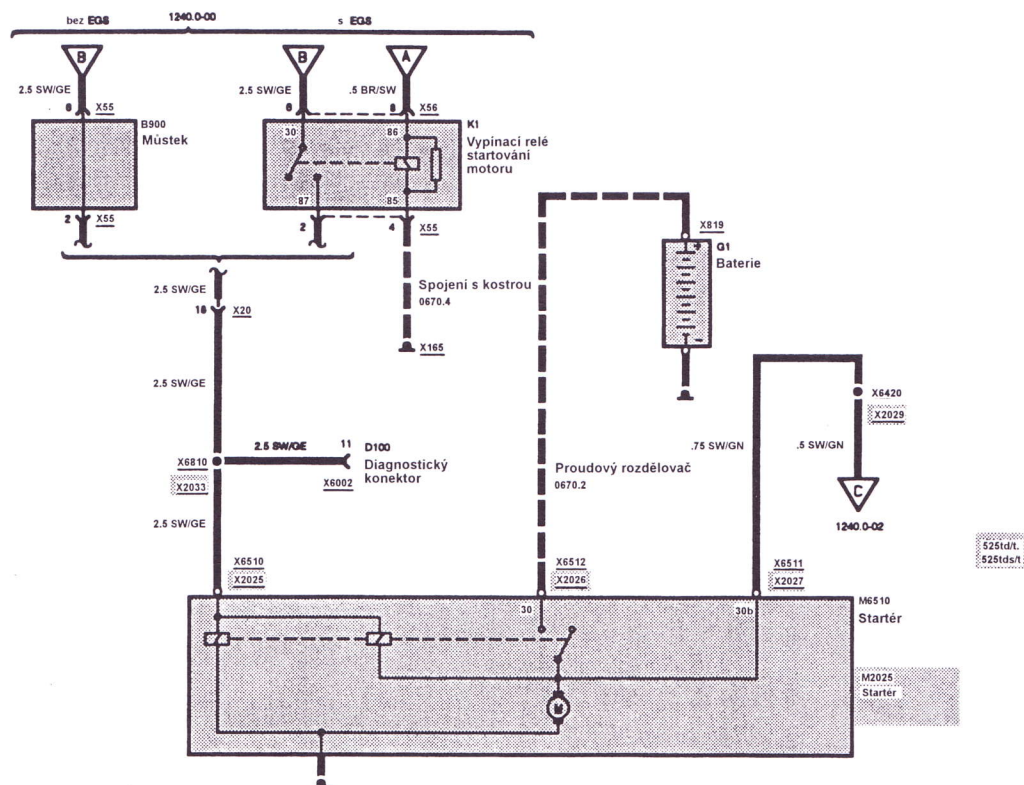 bez EGS
1240.0-00
s EGS
B
B
A
2.5 SW/GE
2.5 SW/GE
.5 BR/SW
6
X55
6
8
X56
B900
Můstek
30
86
K1
Vypínací relé
startování
motoru
87
85
2
X55
2
4
X55
X819
G1
Baterie
+
-
2.5 SW/GE
Spojení s kostrou
0670.4
16
X20
X165
2.5 SW/GE
X6420
X2029
2.5 SW/GE
11
D100
Diagnostický
konektor
X6002
.75 SW/GN
.5 SW/GN
X6810
X2033
Proudový rozdělovač
0670.2
C
1240.0-02
2.5 SW/GE
525td/t.
525tds/t
X6510
X2025
X6512
X2026
X6511
X2027
30
30b
M6510
Startér
M2025
Startér
M